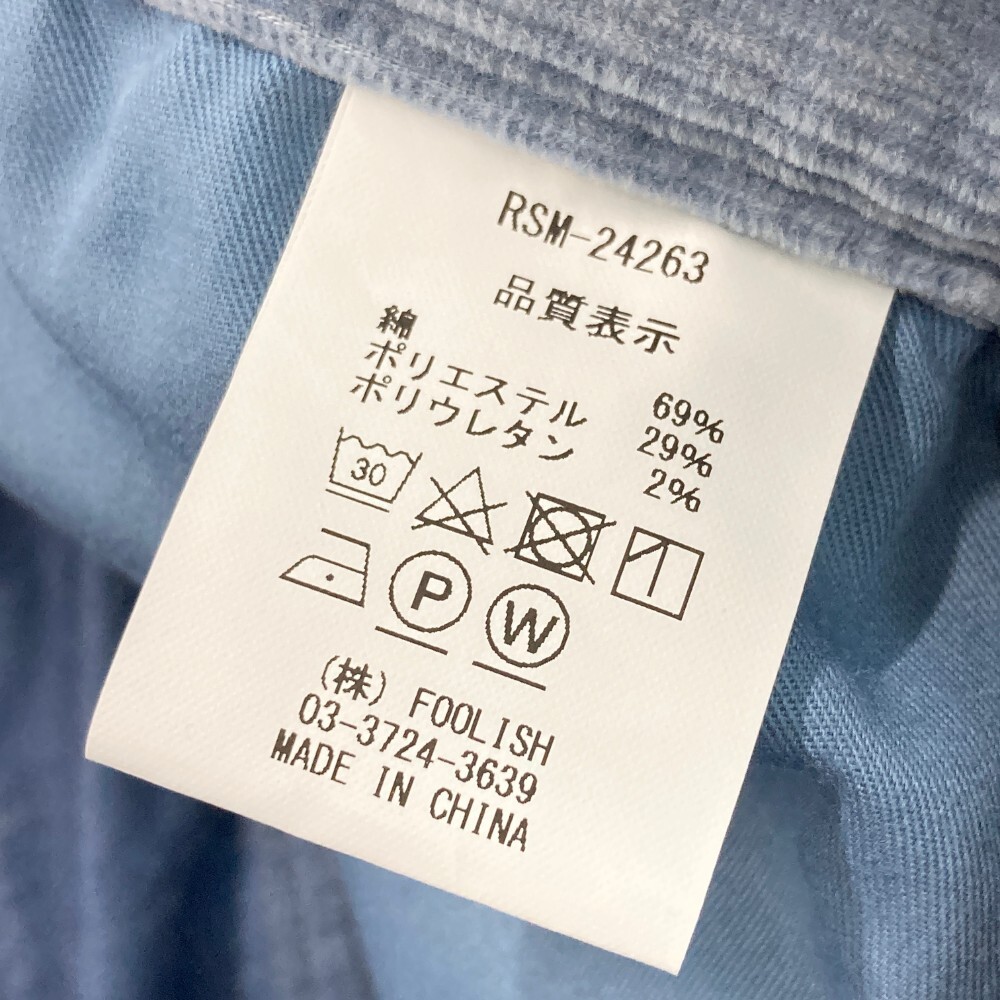 RSM-24263
品質表示
綿 69%
ポリエステル 29%
ポリウレタン 2%
30
P W
(株) FOOLISH
03-3724-3639
MADE IN CHINA